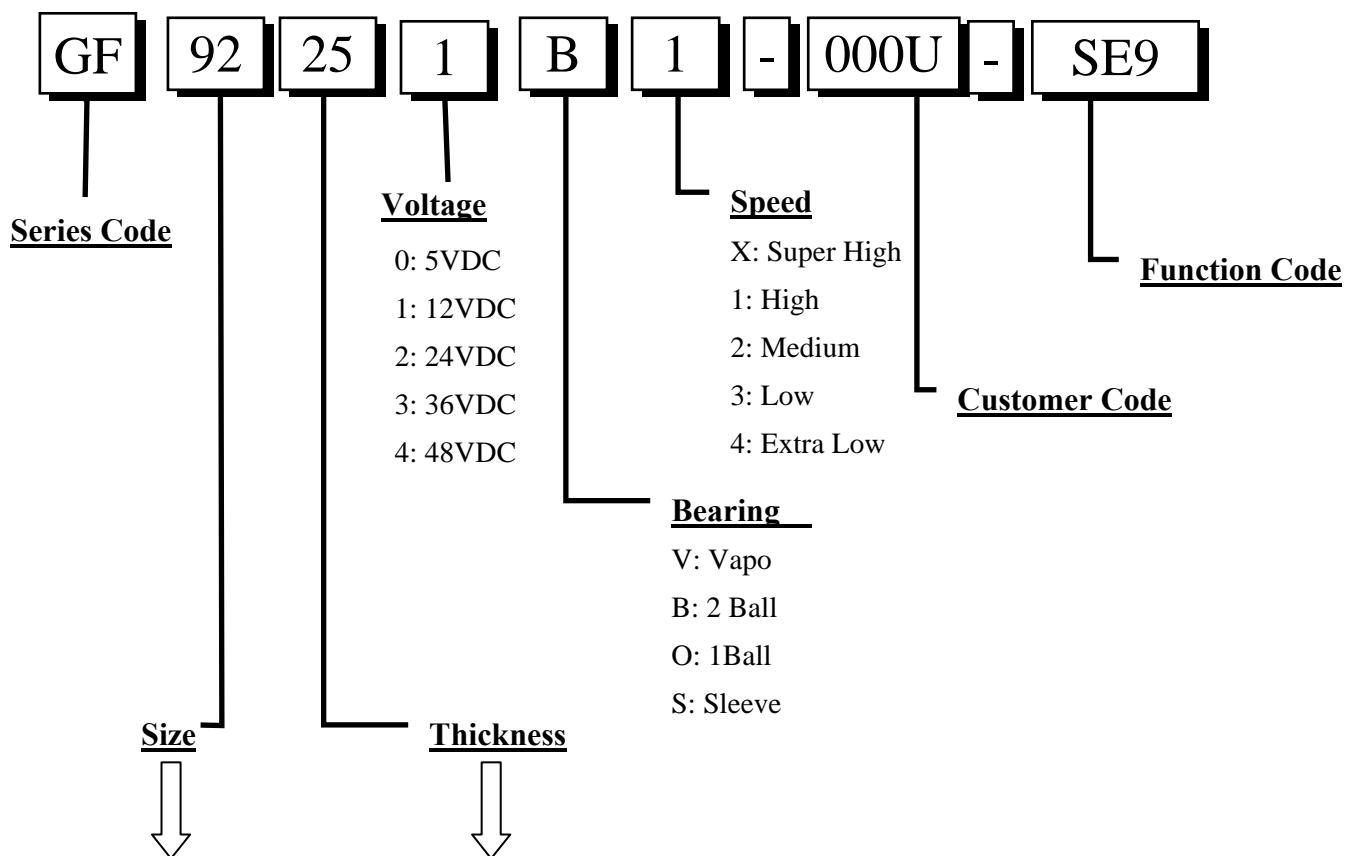 GF 92 25 1 B 1 - 000U - SE9
Series Code
Voltage
0: 5VDC
1: 12VDC
2: 24VDC
3: 36VDC
4: 48VDC
Speed
X: Super High
1: High
2: Medium
3: Low
4: Extra Low
Function Code
Customer Code
Bearing
V: Vapo
B: 2 Ball
O: 1Ball
S: Sleeve
Size
Thickness